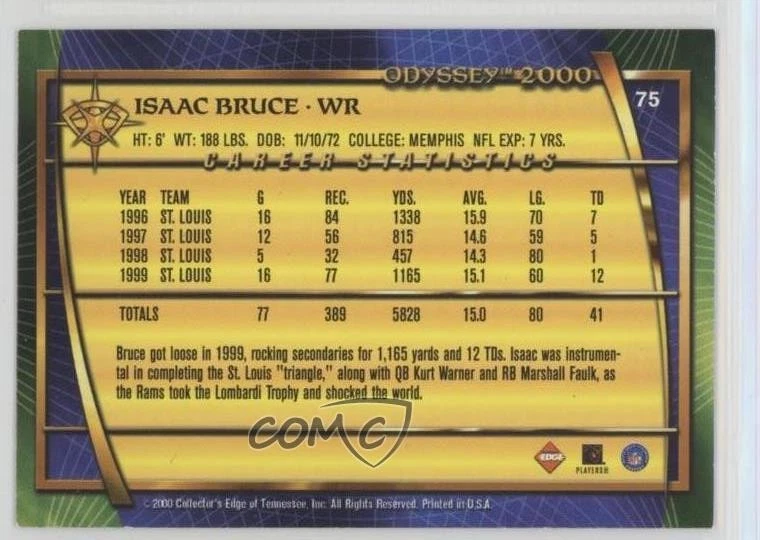 ODYSSEY™ 2000
75
ISAAC BRUCE · WR
HT: 6' WT: 188 LBS. DOB: 11/10/72 COLLEGE: MEMPHIS NFL EXP: 7 YRS.
CAREER STATISTICS
YEAR TEAM G REC. YDS. AVG. LG. TD
1996 ST. LOUIS 16 84 1338 15.9 70 7
1997 ST. LOUIS 12 56 815 14.6 59 5
1998 ST. LOUIS 5 32 457 14.3 80 1
1999 ST. LOUIS 16 77 1165 15.1 60 12
TOTALS 77 389 5828 15.0 80 41
Bruce got loose in 1999, rocking secondaries for 1,165 yards and 12 TDs. Isaac was instrumen-
tal in completing the St. Louis "triangle," along with QB Kurt Warner and RB Marshall Faulk, as
the Rams took the Lombardi Trophy and shocked the world.
COMC
EDGE
PLAYERS
NFL
© 2000 Collector's Edge of Tennessee, Inc. All Rights Reserved. Printed in U.S.A.